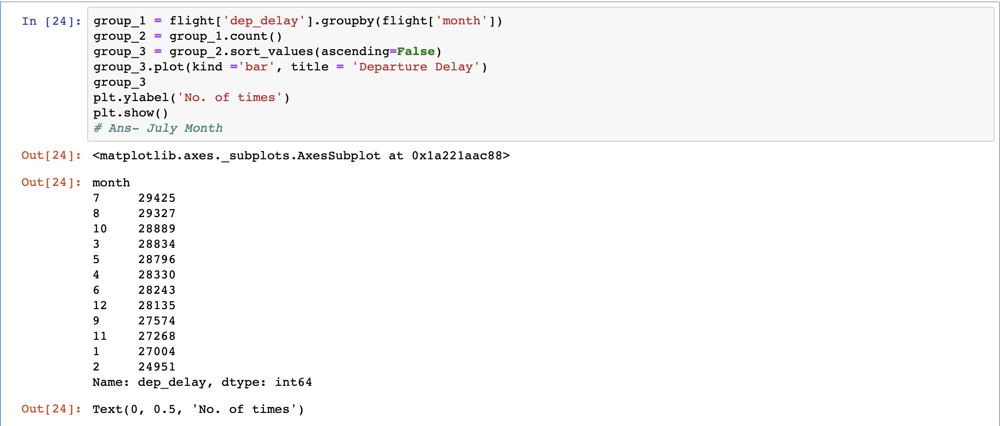 In [24]: group_1 = flight['dep_delay'].groupby(flight['month'])
group_2 = group_1.count()
group_3 = group_2.sort_values(ascending=False)
group_3.plot(kind ='bar', title = 'Departure Delay')
group_3
plt.ylabel('No. of times')
plt.show()
# Ans- July Month
Out[24]: <matplotlib.axes._subplots.AxesSubplot at 0x1a221aac88>
Out[24]: month
7 29425
8 29327
10 28889
3 28834
5 28796
4 28330
6 28243
12 28135
9 27574
11 27268
1 27004
2 24951
Name: dep_delay, dtype: int64
Out[24]: Text(0, 0.5, 'No. of times')